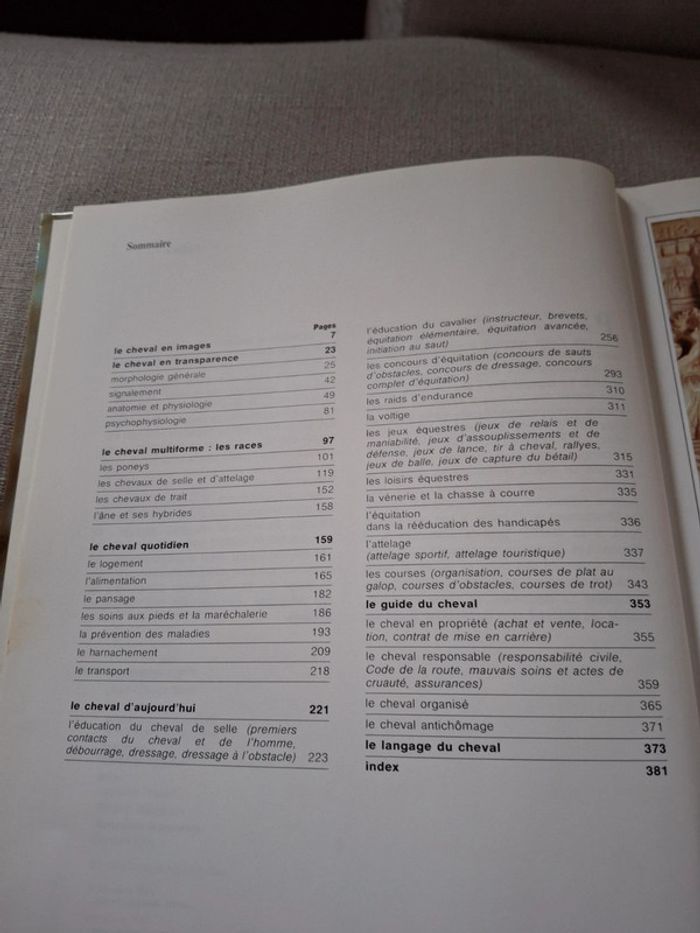 Sommaire
Pages
le cheval en images 7
le cheval en transparence 23
morphologie générale 25
signalement 42
anatomie et physiologie 49
psychophysiologie 81
le cheval multiforme : les races 97
les poneys 101
les chevaux de selle et d'attelage 119
les chevaux de trait 152
l'âne et ses hybrides 158
le cheval quotidien 159
le logement 161
l'alimentation 165
le pansage 182
les soins aux pieds et la maréchalerie 186
la prévention des maladies 193
le harnachement 209
le transport 218
le cheval d'aujourd'hui 221
l'éducation du cheval de selle (premiers
contacts du cheval et de l'homme,
débourrage, dressage, dressage à l'obstacle) 223
l'éducation du cavalier (instructeur, brevets,
équitation élémentaire, équitation avancée,
initiation au saut) 256
les concours d'équitation (concours de sauts
d'obstacles, concours de dressage, concours
complet d'équitation) 293
les raids d'endurance 310
la voltige 311
les jeux équestres (jeux de relais et de
maniabilité, jeux d'assouplissements et de
défense, jeux de lance, tir à cheval, rallyes,
jeux de balle, jeux de capture du bétail) 315
les loisirs équestres 331
la vénerie et la chasse à courre 335
l'équitation
dans la rééducation des handicapés 336
l'attelage
(attelage sportif, attelage touristique) 337
les courses (organisation, courses de plat au
galop, courses d'obstacles, courses de trot) 343
le guide du cheval 353
le cheval en propriété (achat et vente, loca-
tion, contrat de mise en carrière) 355
le cheval responsable (responsabilité civile,
Code de la route, mauvais soins et actes de
cruauté, assurances) 359
le cheval organisé 365
le cheval antichômage 371
le langage du cheval 373
index 381